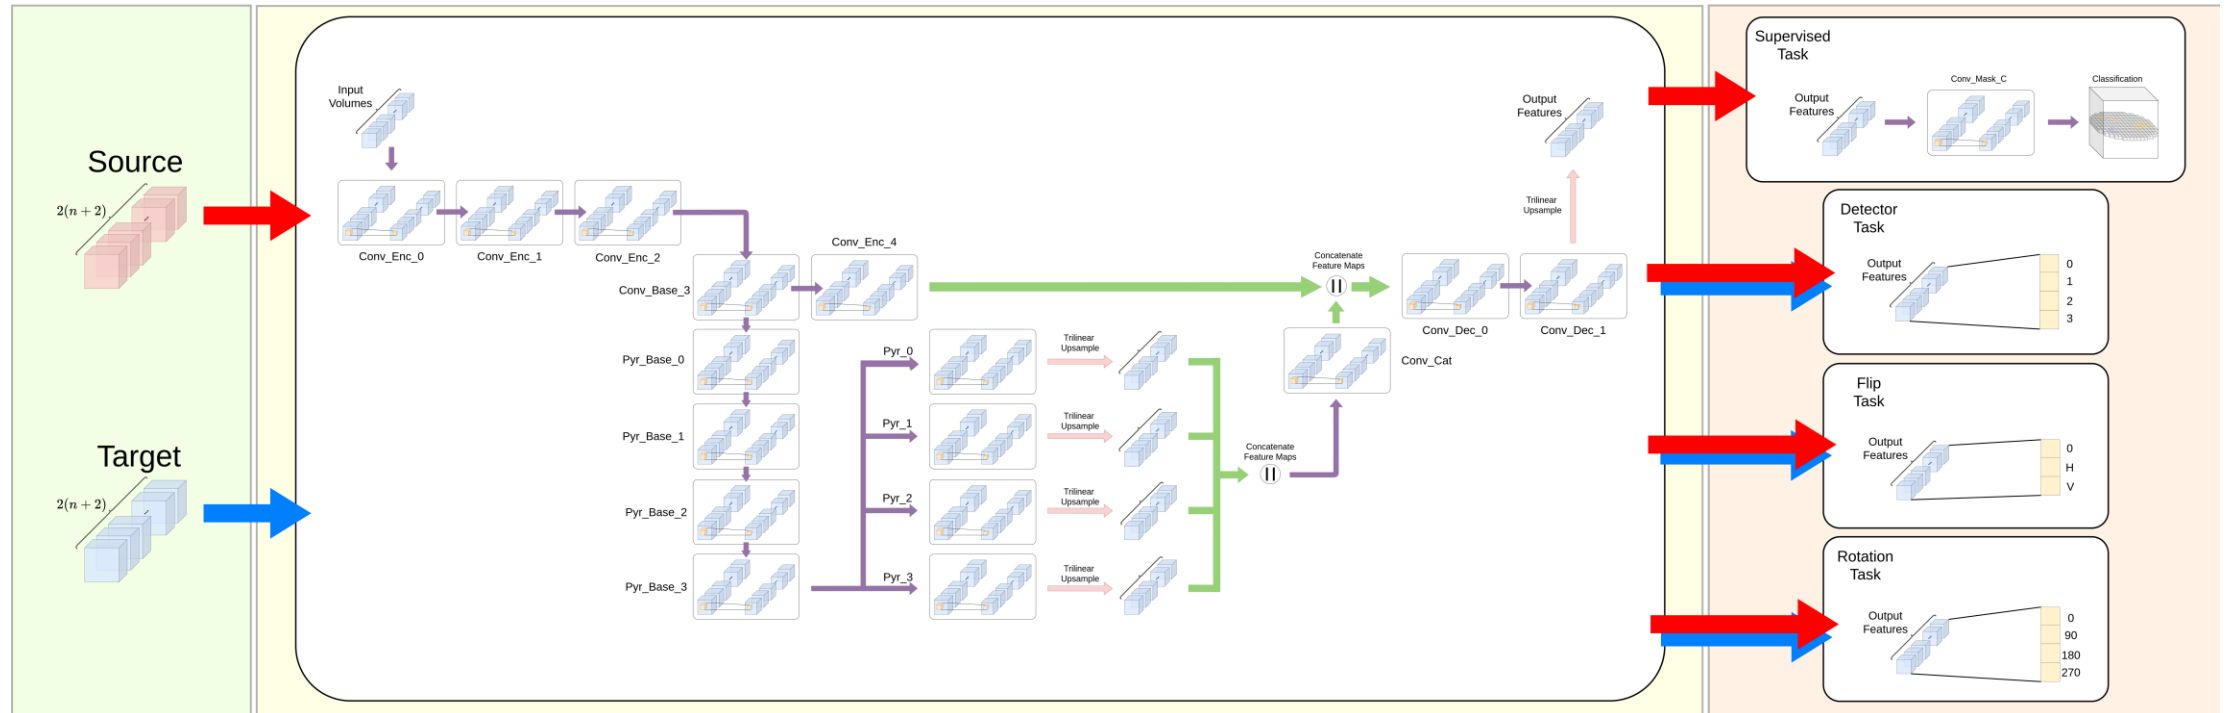 Source
2(n + 2)
Target
2(n + 2)
Input
Volumes
Conv_Enc_0
Conv_Enc_1
Conv_Enc_2
Conv_Base_3
Conv_Enc_4
Pyr_Base_0
Pyr_Base_1
Pyr_Base_2
Pyr_Base_3
Pyr_0
Pyr_1
Pyr_2
Pyr_3
Trilinear
Upsample
Trilinear
Upsample
Trilinear
Upsample
Trilinear
Upsample
Concatenate
Feature Maps
||
Conv_Cat
Concatenate
Feature Maps
||
Conv_Dec_0
Conv_Dec_1
Trilinear
Upsample
Output
Features
Supervised
Task
Output
Features
Conv_Mask_C
Classification
Detector
Task
Output
Features
0
1
2
3
Flip
Task
Output
Features
0
H
V
Rotation
Task
Output
Features
0
90
180
270